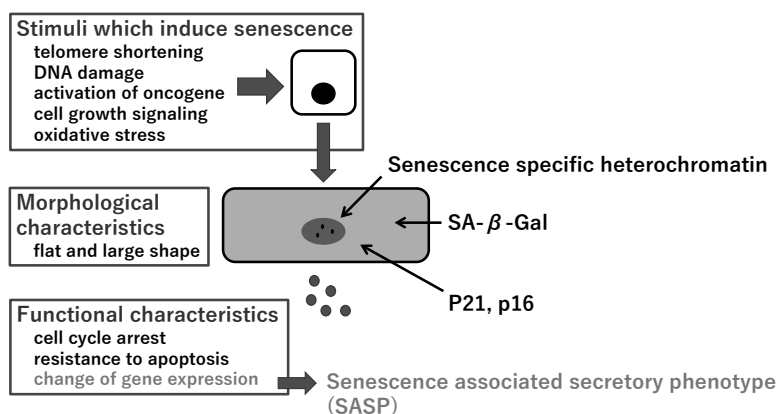 Stimuli which induce senescence
telomere shortening
DNA damage
activation of oncogene
cell growth signaling
oxidative stress
Senescence specific heterochromatin
Morphological
characteristics
flat and large shape
SA-β-Gal
P21, p16
Functional characteristics
cell cycle arrest
resistance to apoptosis
change of gene expression
Senescence associated secretory phenotype
(SASP)